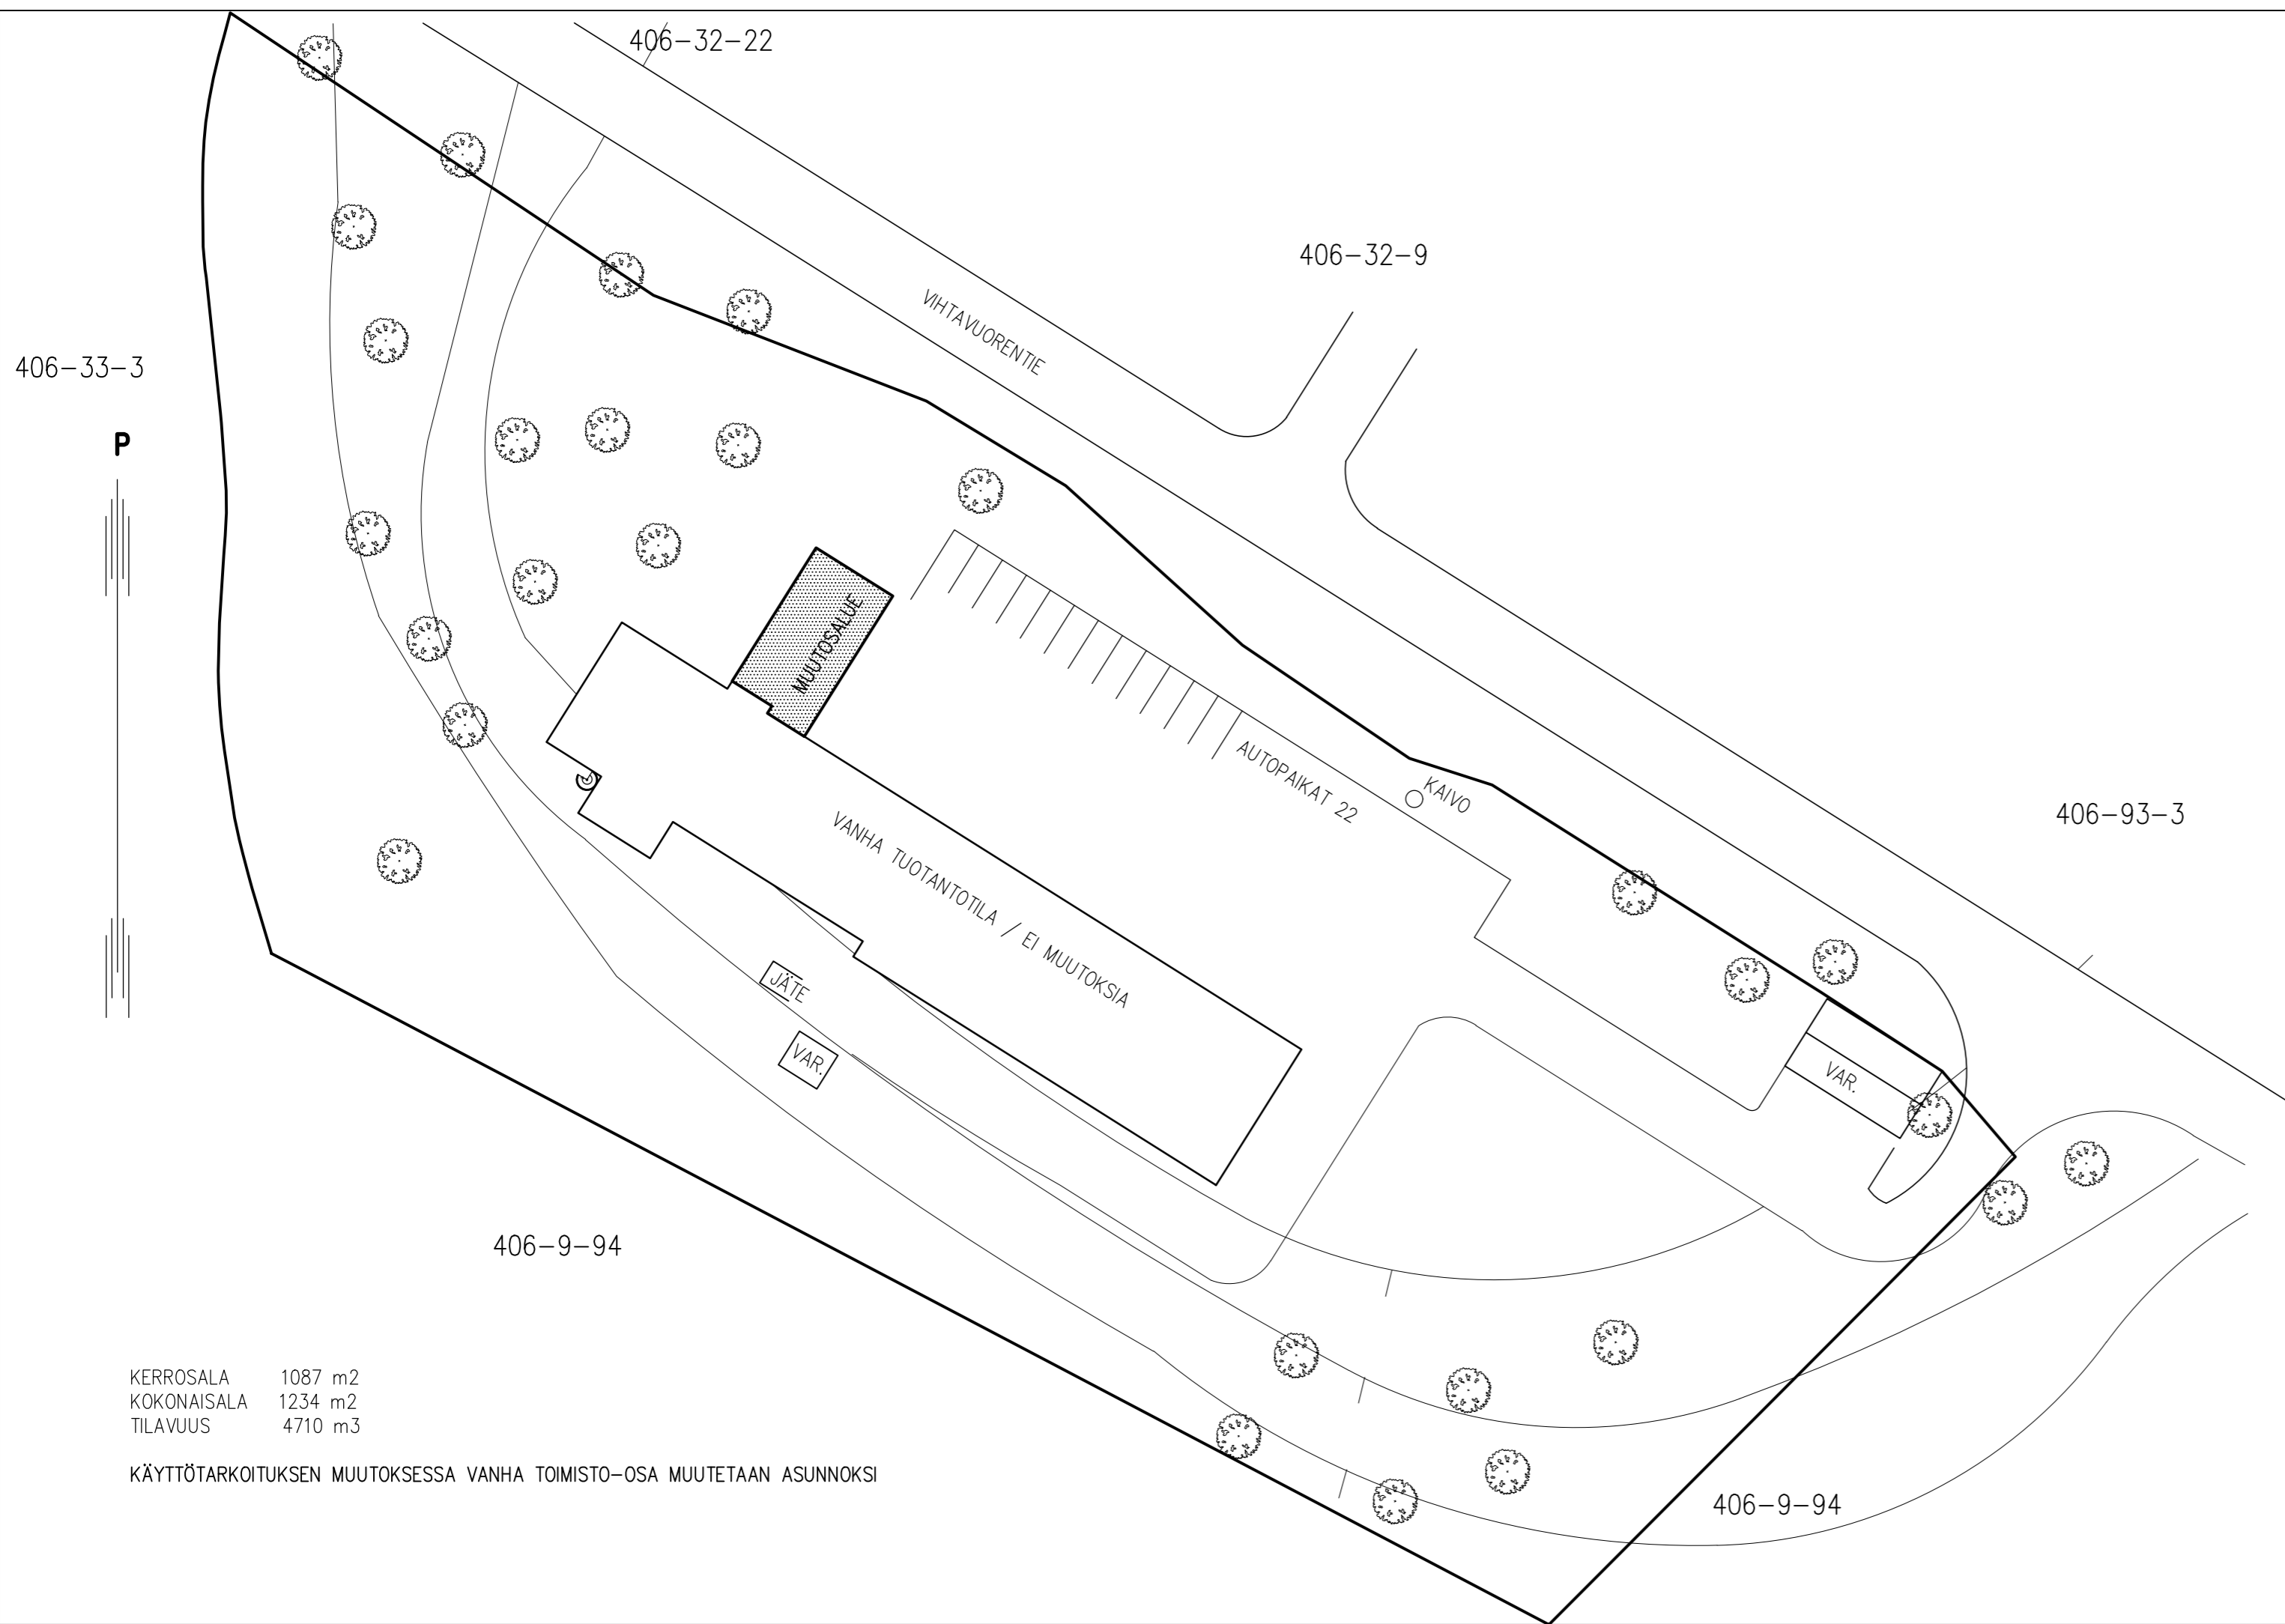 406-32-22
406-32-9
VIHTAVUORENTIE
406-33-3
P
MUUTOSALUE
AUTOPAIKAT 22
KAIVO
406-93-3
VANHA TUOTANTOTILA / EI MUUTOKSIA
JÄTE
VAR.
VAR.
406-9-94
KERROSALA 1087 m2
KOKONAISALA 1234 m2
TILAVUUS 4710 m3
KÄYTTÖTARKOITUKSEN MUUTOKSESSA VANHA TOIMISTO-OSA MUUTETAAN ASUNNOKSI
406-9-94